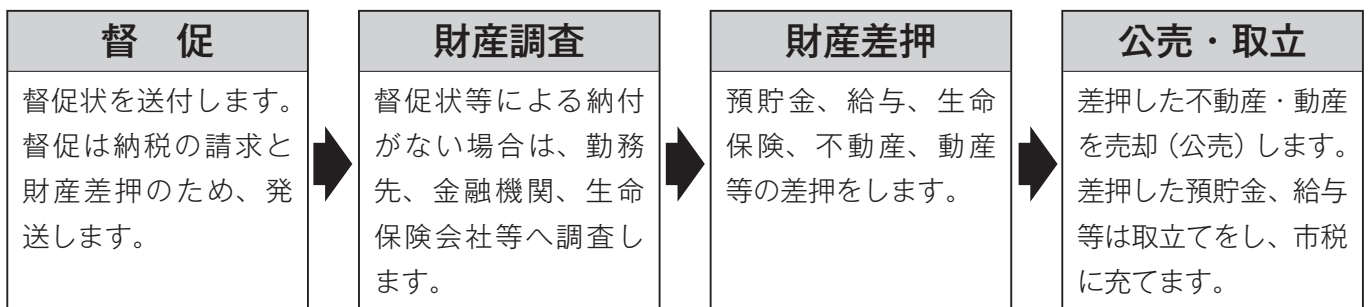 督　促
督促状を送付します。
督促は納税の請求と
財産差押のため、発
送します。
財産調査
督促状等による納付
がない場合は、勤務
先、金融機関、生命
保険会社等へ調査し
ます。
財産差押
預貯金、給与、生命
保険、不動産、動産
等の差押をします。
公売・取立
差押した不動産・動産
を売却（公売）します。
差押した預貯金、給与
等は取立てをし、市税
に充てます。